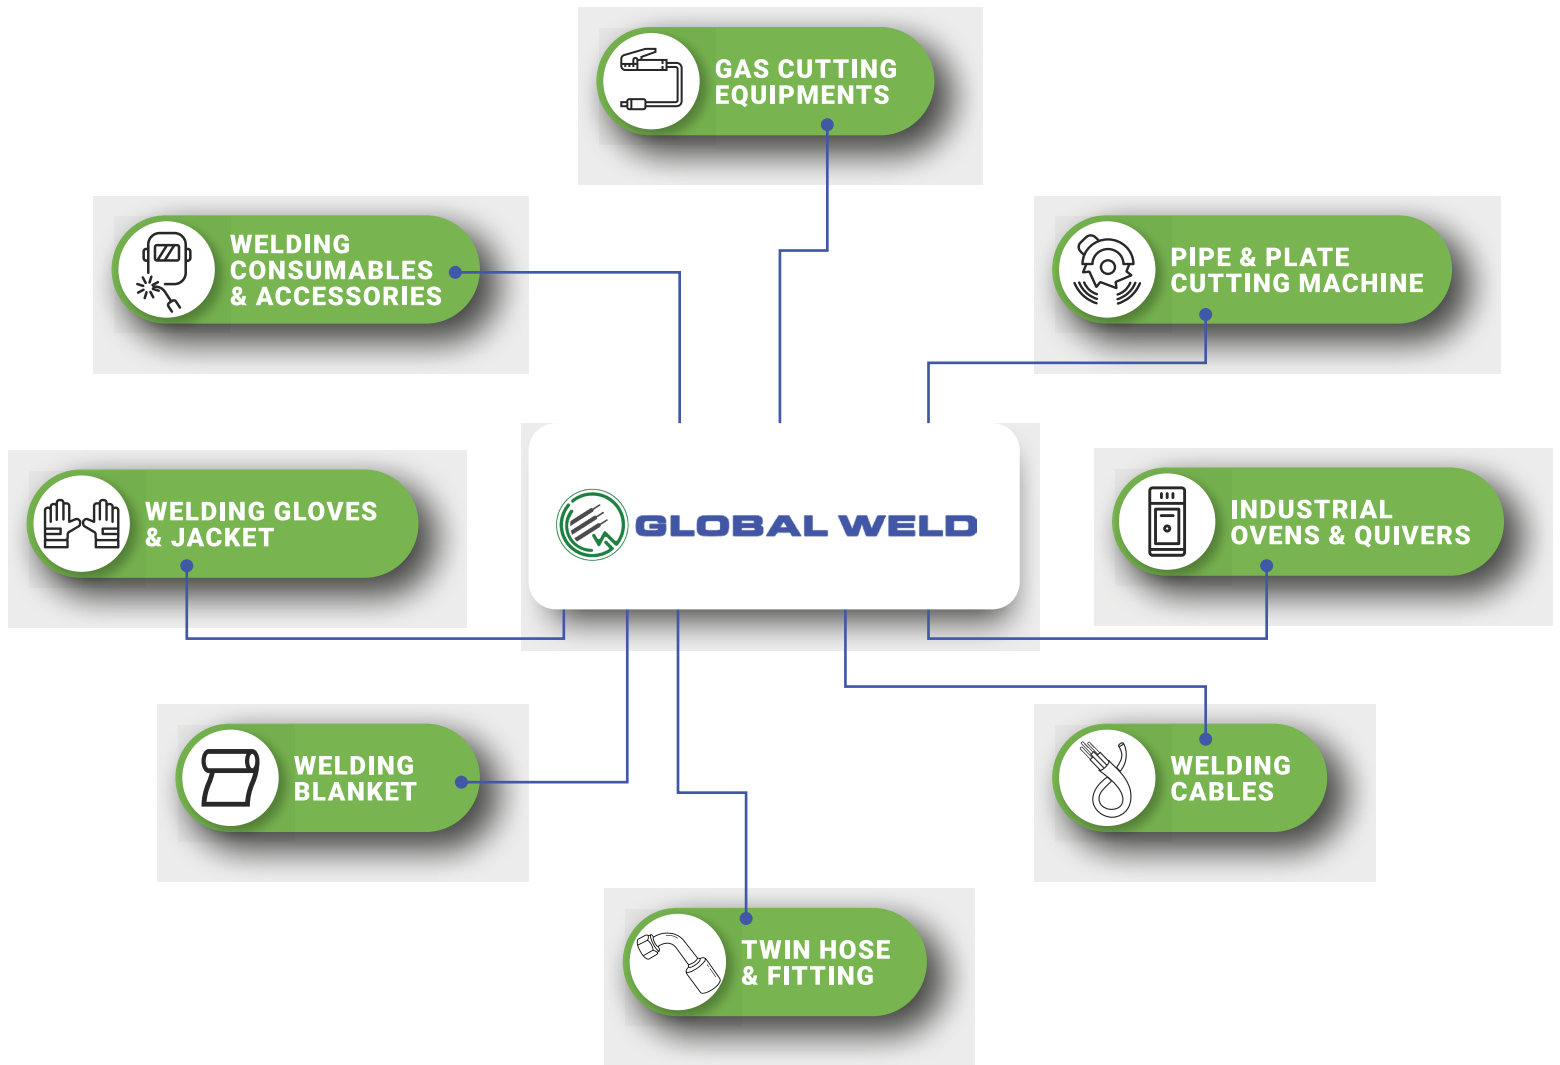 GAS CUTTING
EQUIPMENTS
WELDING
CONSUMABLES
& ACCESSORIES
PIPE & PLATE
CUTTING MACHINE
WELDING GLOVES
& JACKET
GLOBAL WELD
INDUSTRIAL
OVENS & QUIVERS
WELDING
BLANKET
WELDING
CABLES
TWIN HOSE
& FITTING